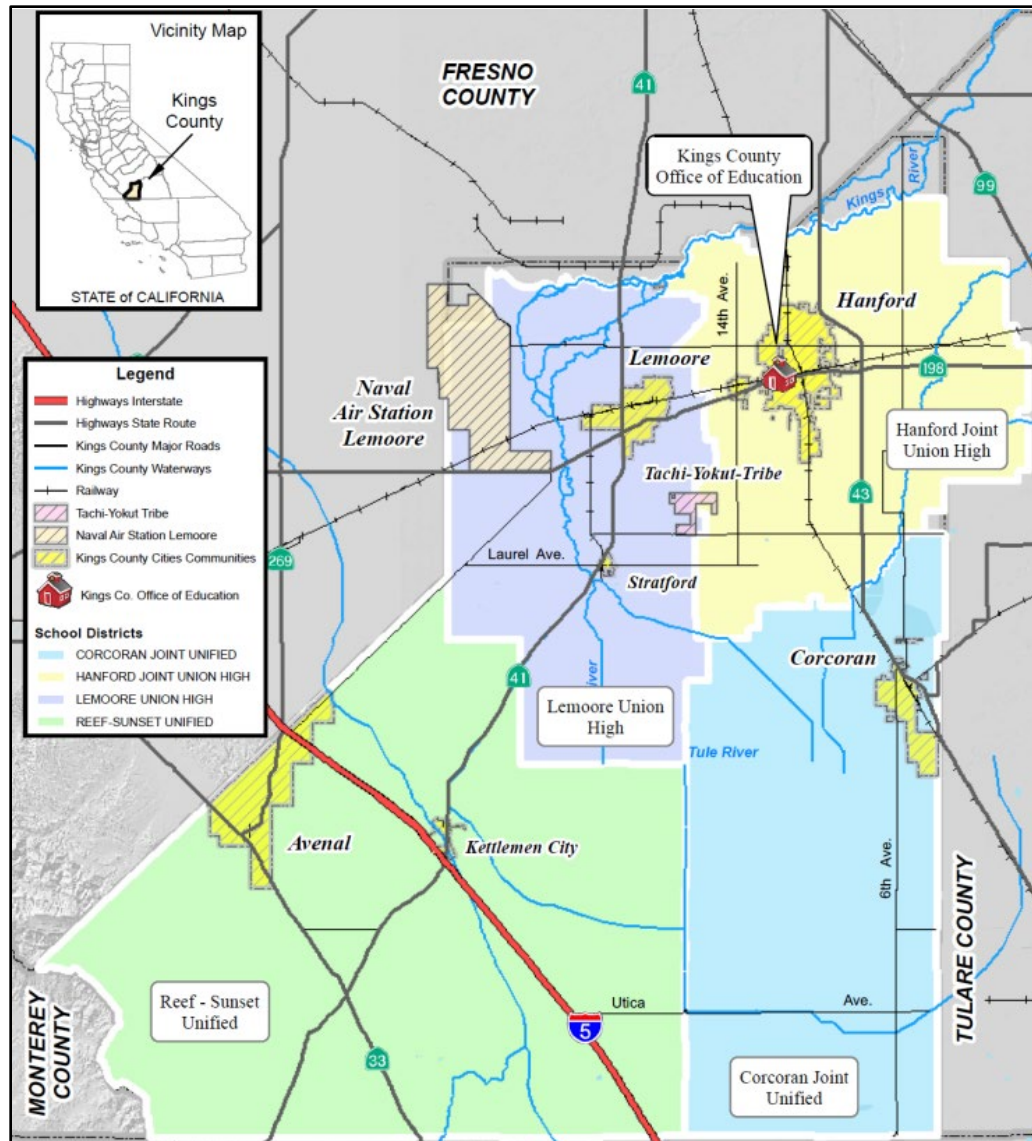 Vicinity Map
Kings
County
STATE of CALIFORNIA
FRESNO
COUNTY
41
Kings County
Office of Education
River
Kings
99
14th Ave.
Hanford
Lemoore
198
Naval
Air Station
Lemoore
Hanford Joint
Union High
Tachi-Yokut-Tribe
43
Legend
Highways Interstate
Highways State Route
Kings County Major Roads
Kings County Waterways
Railway
Tachi-Yokut Tribe
Naval Air Station Lemoore
Kings County Cities Communities
Kings Co. Office of Education
School Districts
CORCORAN JOINT UNIFIED
HANFORD JOINT UNION HIGH
LEMOORE UNION HIGH
REEF-SUNSET UNIFIED
269
Laurel Ave.
Stratford
Corcoran
41
iver
Lemoore Union
High
Tule River
Avenal
Kettlemen City
6th Ave.
TULARE COUNTY
MONTEREY
COUNTY
Reef - Sunset
Unified
Utica
Ave.
5
33
Corcoran Joint
Unified